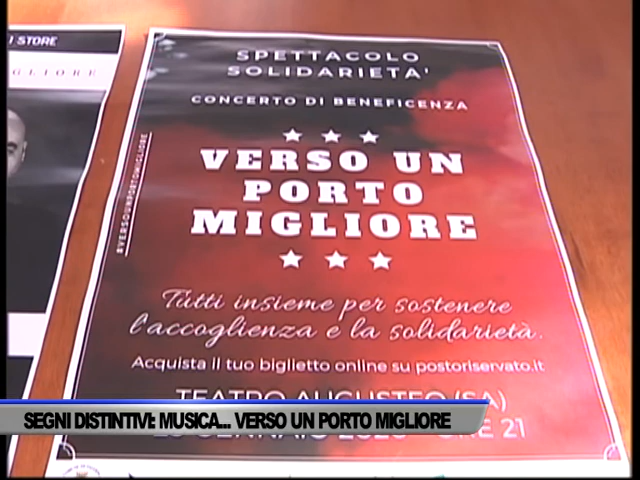 STORE
SPETTACOLO
SOLIDARIETA'
CONCERTO DI BENEFICENZA
#VERSOUNPORTOMIGLIORE
VERSO UN
PORTO
MIGLIORE
Tutti insieme per sostenere
l'accoglienza e la solidarietà.
Acquista il tuo biglietto online su postoriservato.it
TEATRO AUGUSTEO (SA)
GENNAIO 2020 - ORE 21
SEGNI DISTINTIVI: MUSICA... VERSO UN PORTO MIGLIORE